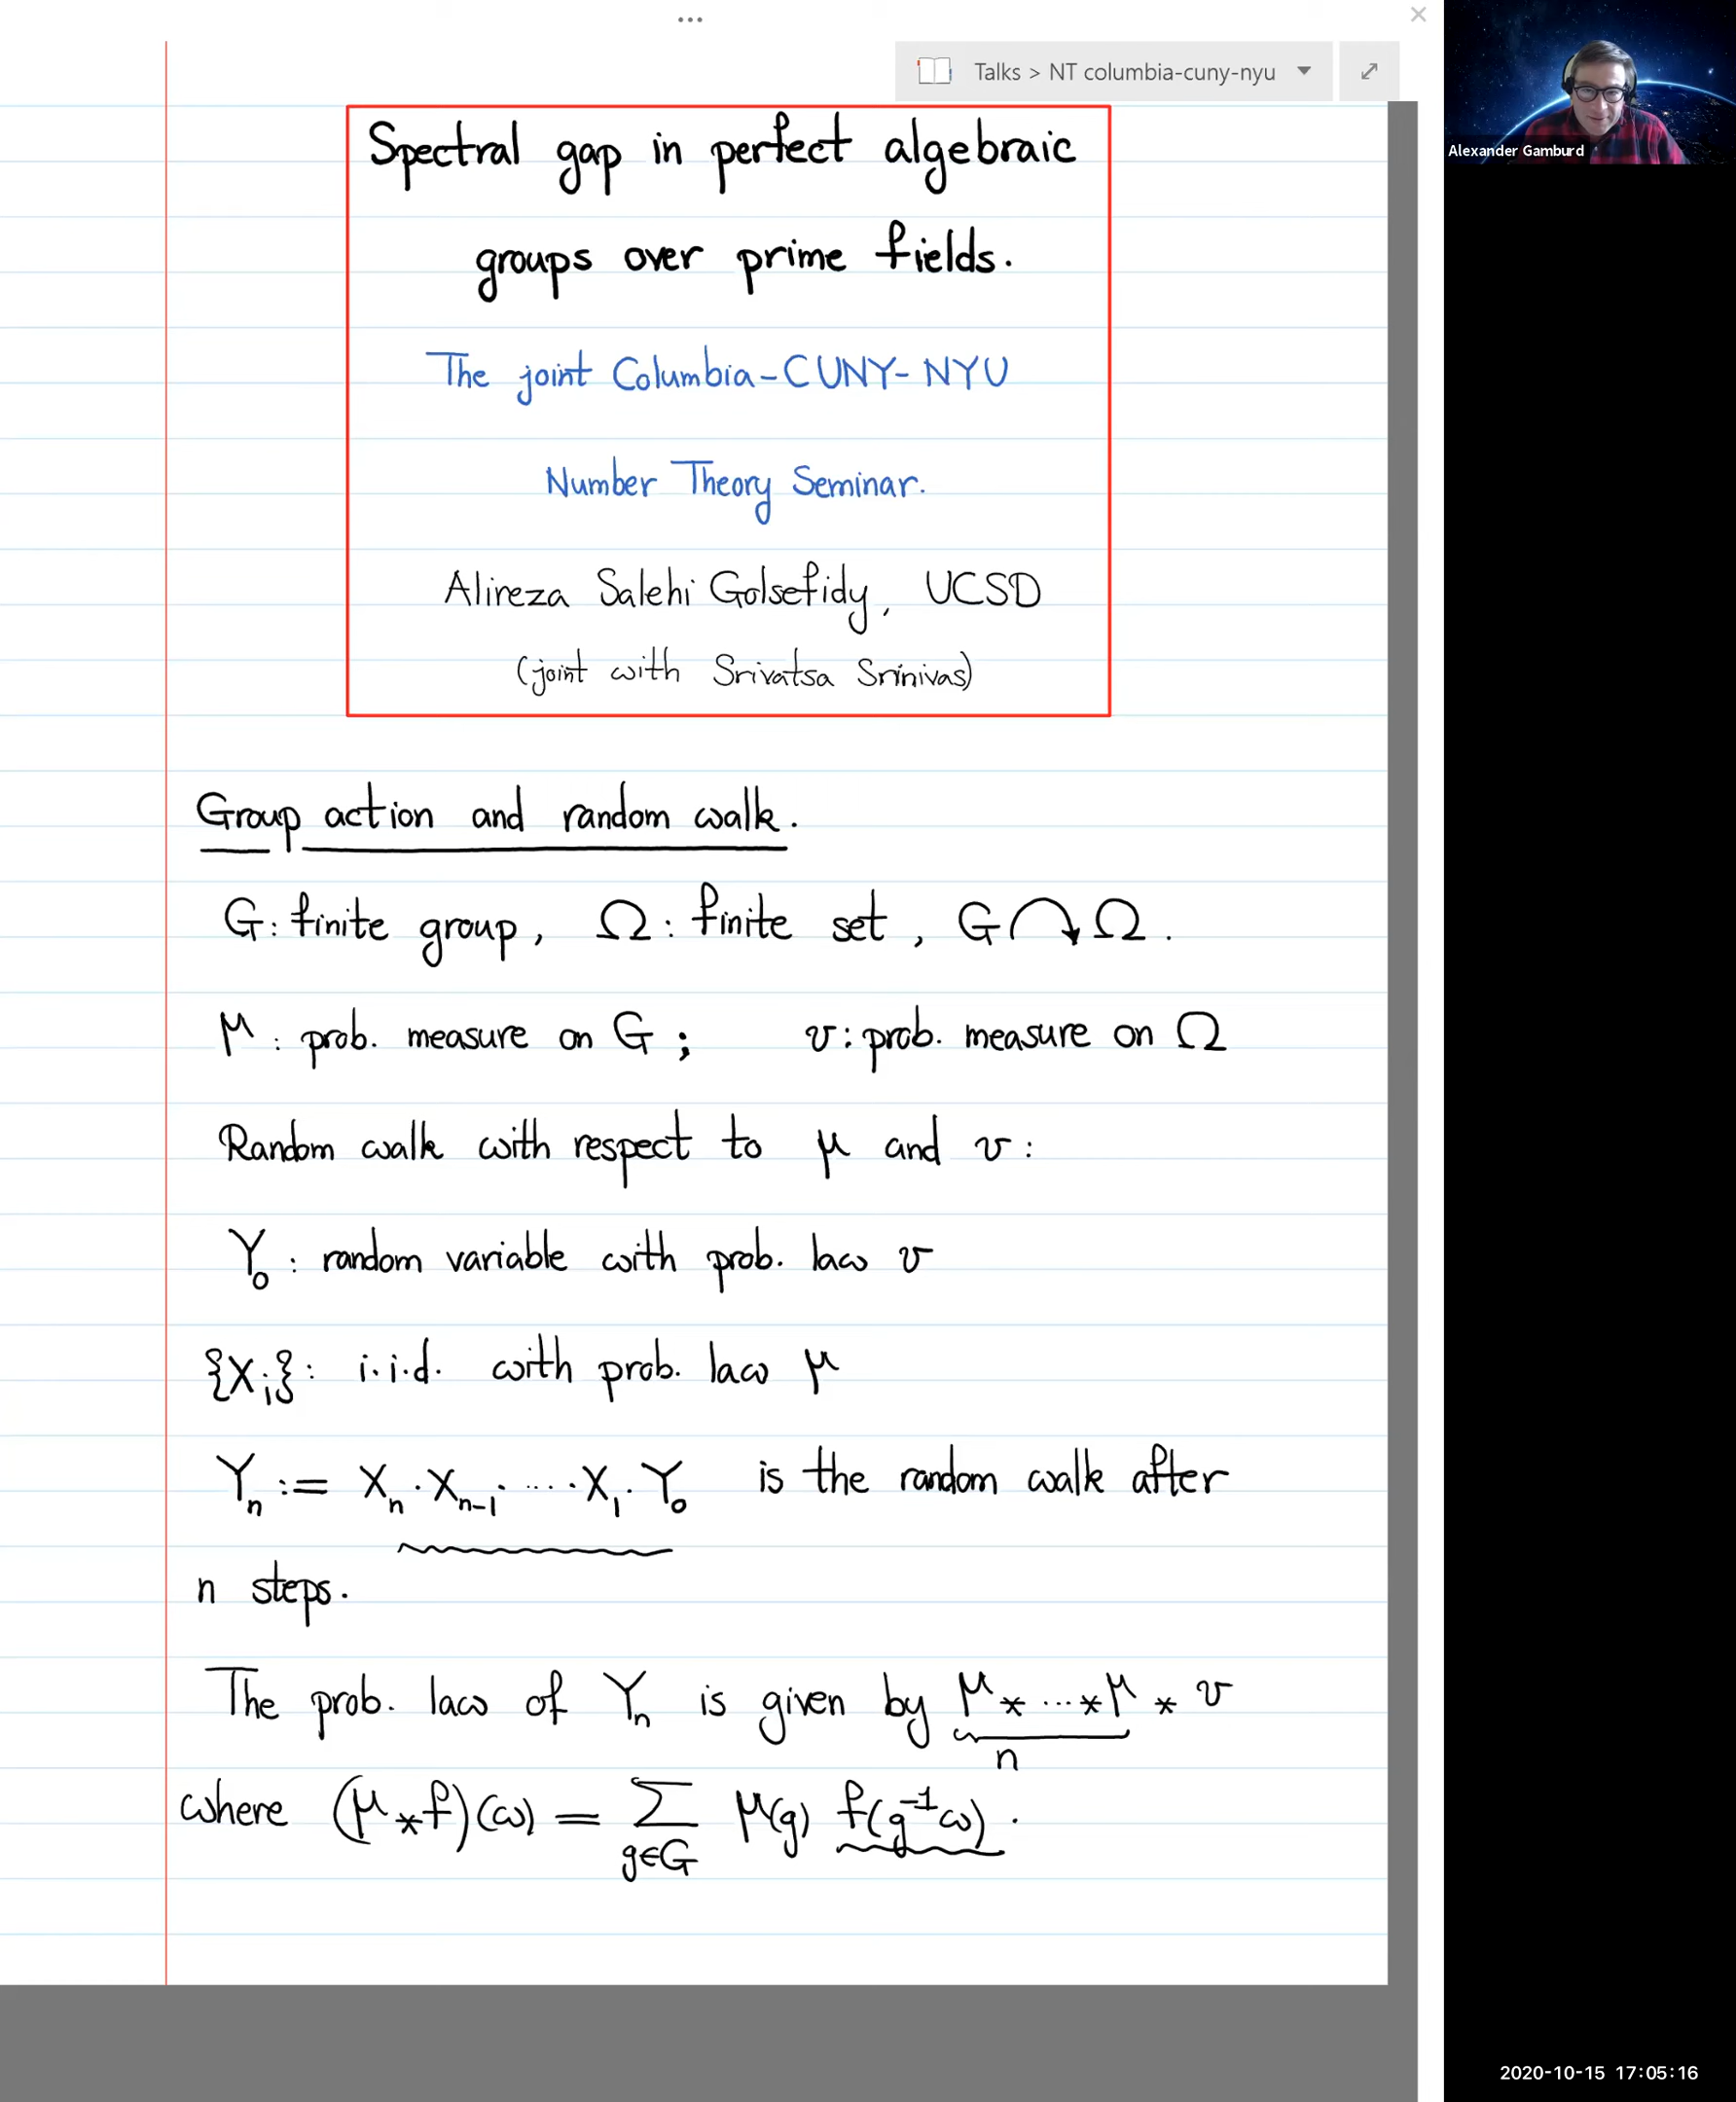 ...
Talks > NT columbia-cuny-nyu
Alexander Gamburd
Spectral gap in perfect algebraic
groups over prime fields.
The joint Columbia-CUNY-NYU
Number Theory Seminar.
Alireza Salehi Golsefidy, UCSD
(joint with Srivatsa Srinivas)
Group action and random walk.
G: finite group, Ω: finite set, G↷Ω.
μ: prob. measure on G; ν: prob. measure on Ω
Random walk with respect to μ and ν:
Y₀: random variable with prob. law ν
{Xᵢ}: i.i.d. with prob. law μ
Yₙ := Xₙ·Xₙ₋₁·····X₁·Y₀ is the random walk after
n steps.
The prob. law of Yₙ is given by μ*···*μ * ν
n
where (μ*f)(ω) = ∑ μ(g) f(g⁻¹ω).
g∈G
2020-10-15 17:05:16